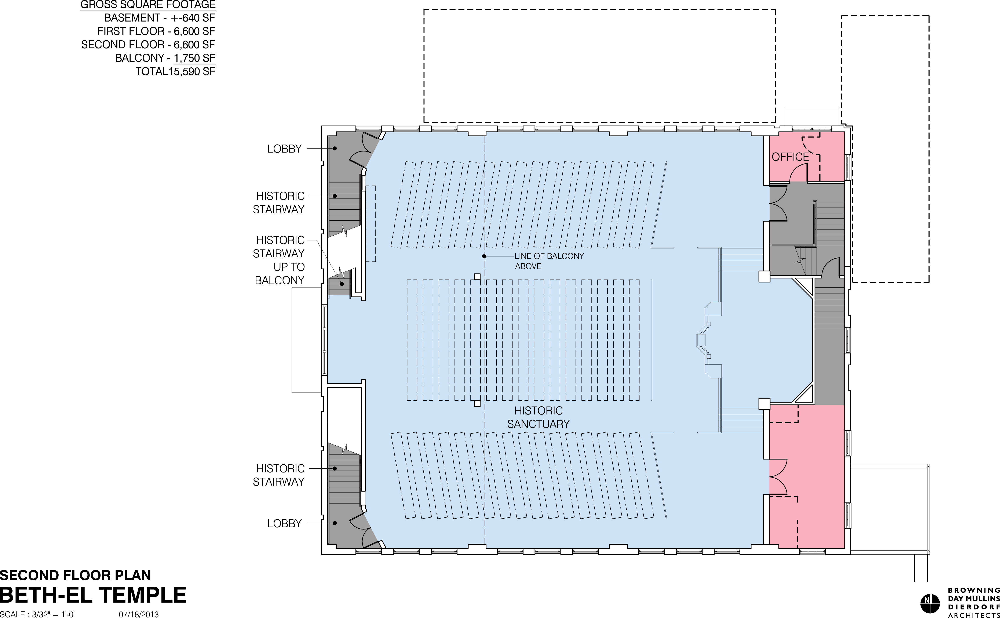 GROSS SQUARE FOOTAGE
BASEMENT - +-640 SF
FIRST FLOOR - 6,600 SF
SECOND FLOOR - 6,600 SF
BALCONY - 1,750 SF
TOTAL15,590 SF
LOBBY
HISTORIC
STAIRWAY
HISTORIC
STAIRWAY
UP TO
BALCONY
OFFICE
LINE OF BALCONY
ABOVE
HISTORIC
SANCTUARY
HISTORIC
STAIRWAY
LOBBY
SECOND FLOOR PLAN
BETH-EL TEMPLE
SCALE : 3/32" = 1'-0"
07/18/2013
N
BROWNING
DAY MULLINS
DIERDORF
ARCHITECTS